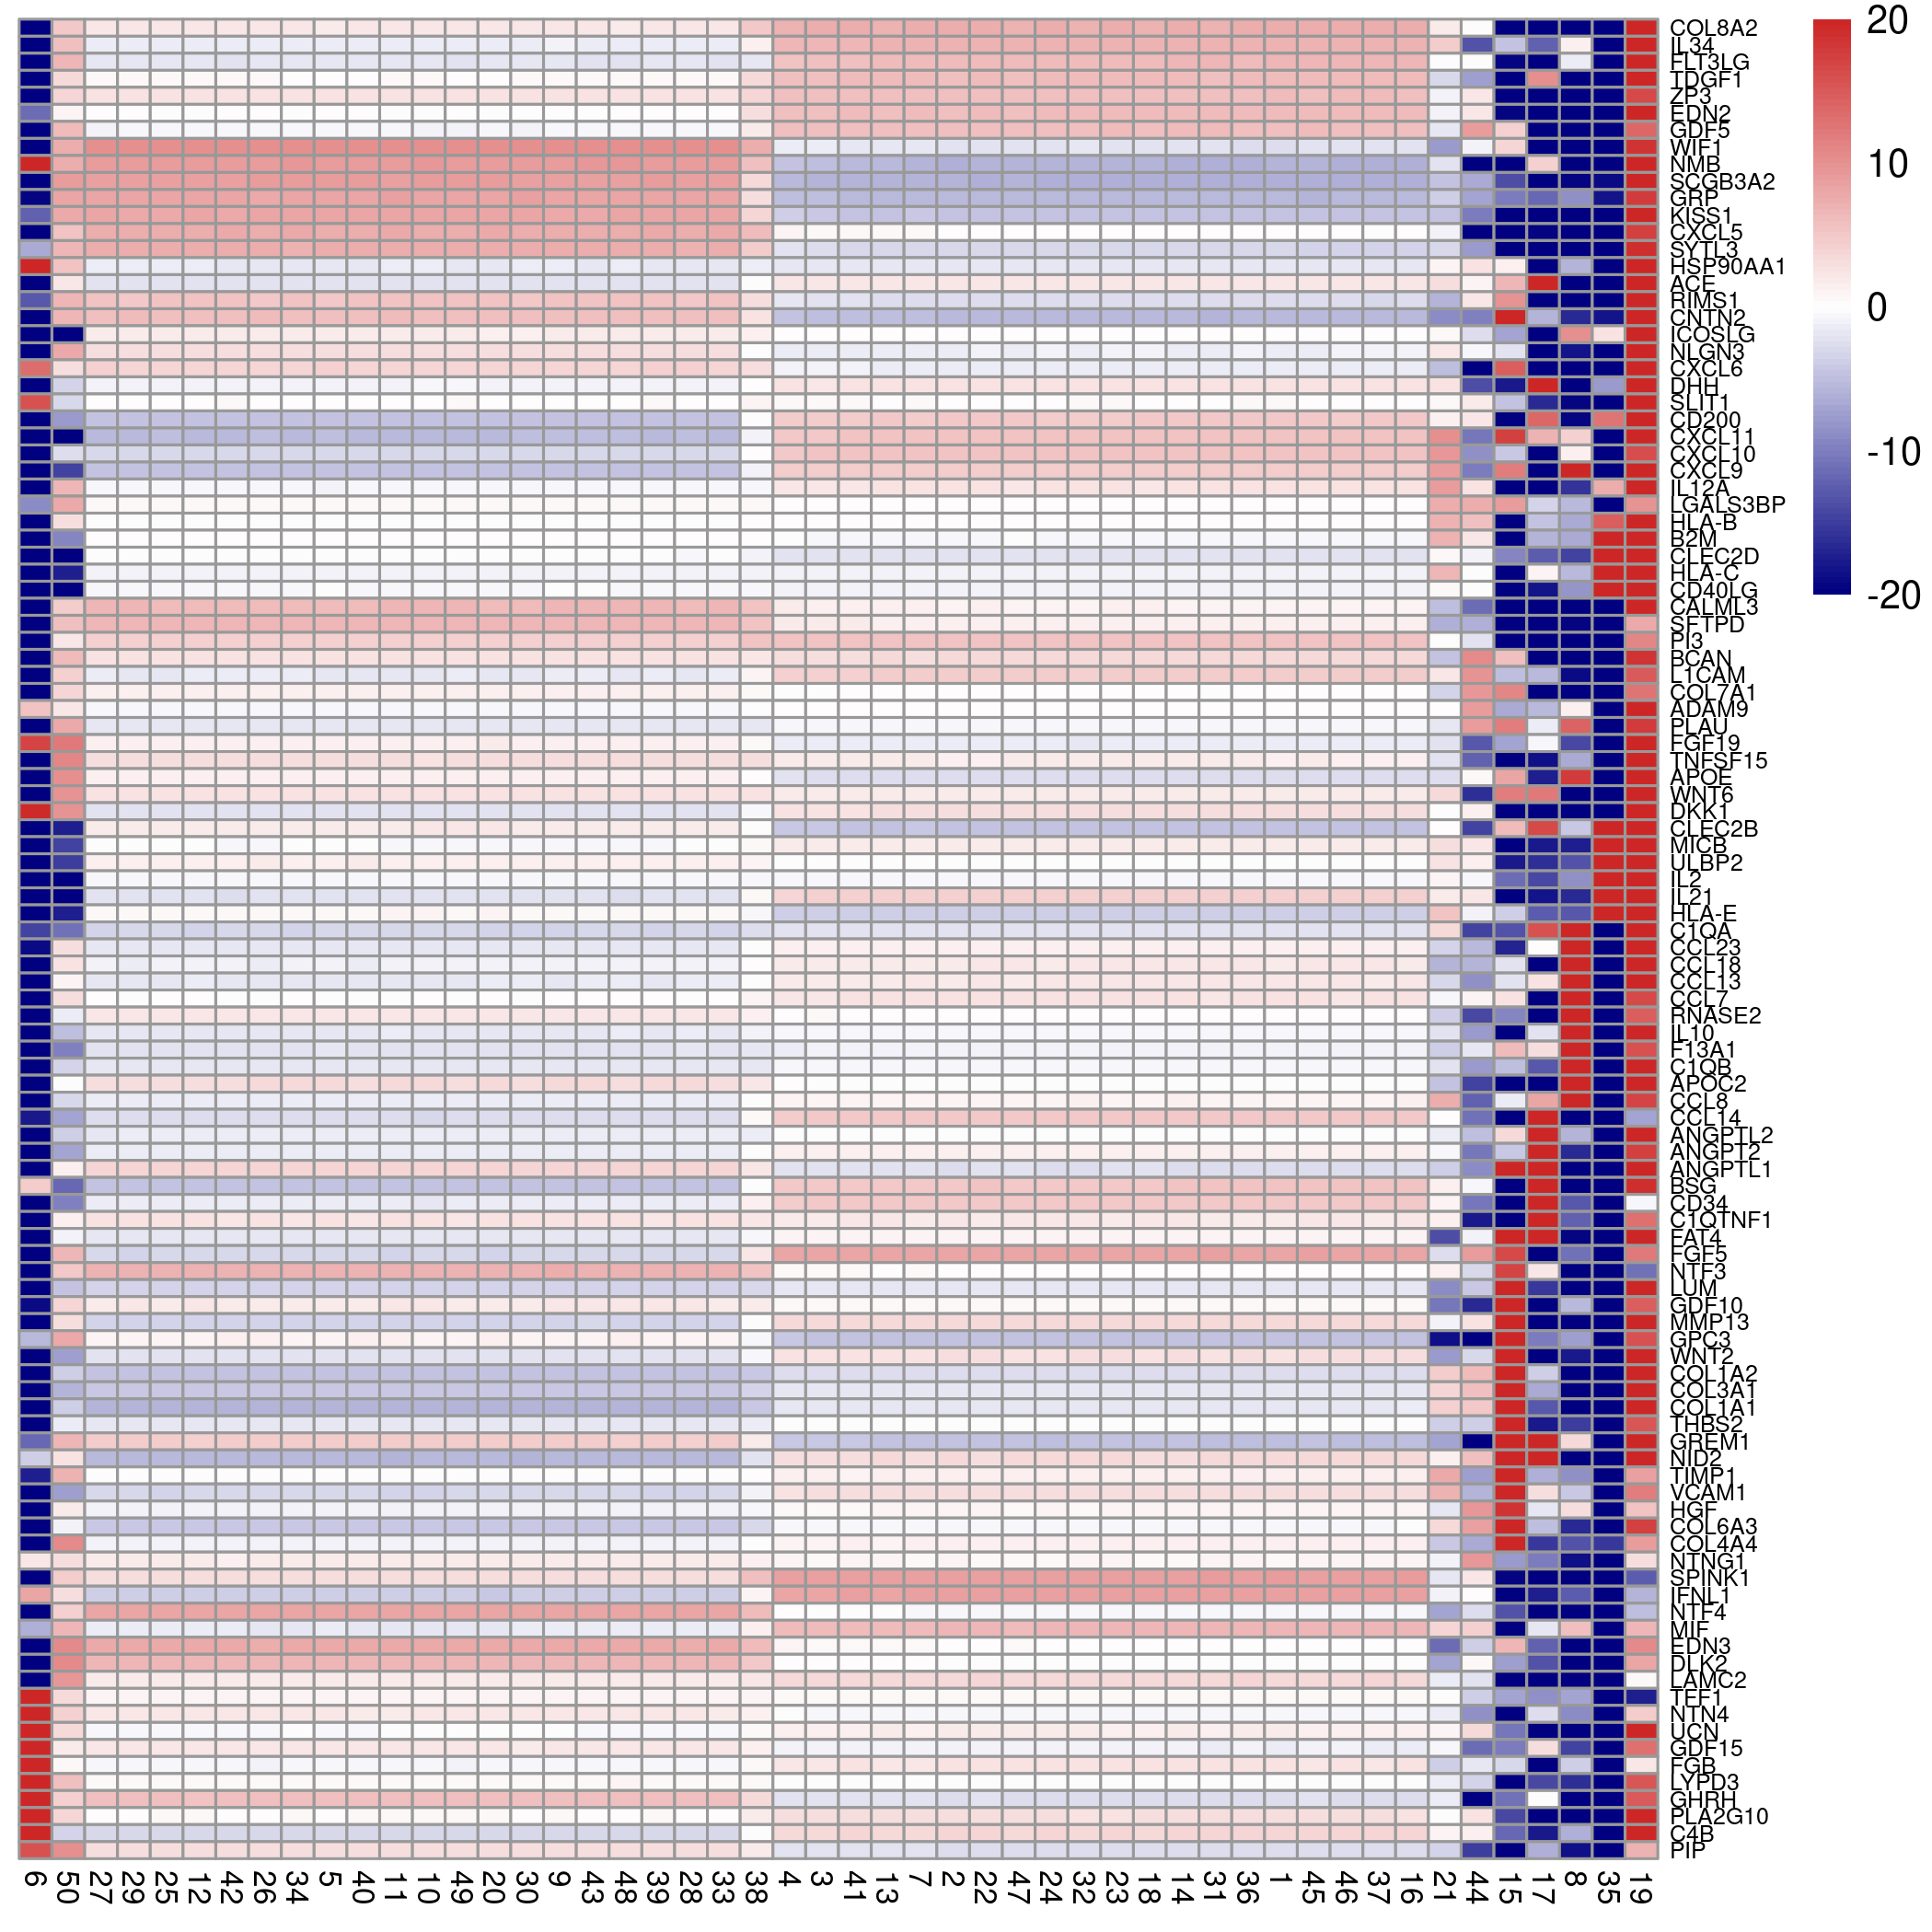 COL8A2
IL34
FLT3LG
TDGF1
ZP3
EDN2
GDF5
WIF1
NMB
SCGB3A2
GRP
KISS1
CXCL5
SYTL3
HSP90AA1
ACE
RIMS1
CNTN2
ICOSLG
NLGN3
CXCL6
DHH
SLIT1
CD200
CXCL11
CXCL10
CXCL9
IL12A
LGALS3BP
HLA-B
B2M
CLEC2D
HLA-C
CD40LG
CALML3
SFTPD
PI3
BCAN
L1CAM
COL7A1
ADAM9
PLAU
FGF19
TNFSF15
APOE
WNT6
DKK1
CLEC2B
MICB
ULBP2
IL2
IL21
HLA-E
C1QA
CCL23
CCL18
CCL13
CCL7
RNASE2
IL10
F13A1
C1QB
APOC2
CCL8
CCL14
ANGPTL2
ANGPT2
ANGPTL1
BSG
CD34
C1QTNF1
FAT4
FGF5
NTF3
LUM
GDF10
MMP13
GPC3
WNT2
COL1A2
COL3A1
COL1A1
THBS2
GREM1
NID2
TIMP1
VCAM1
HGF
COL6A3
COL4A4
NTNG1
SPINK1
IFNL1
NTF4
MIF
EDN3
DLK2
LAMC2
TFF1
NTN4
UCN
GDF15
FGB
LYPD3
GHRH
PLA2G10
C4B
PIP
20
10
0
-10
-20
6 50 27 29 25 12 42 26 34 5 40 11 10 49 20 30 9 43 48 39 28 33 38 4 3 41 13 7 2 22 47 24 32 23 18 14 31 36 1 45 46 37 16 21 44 15 17 8 35 19